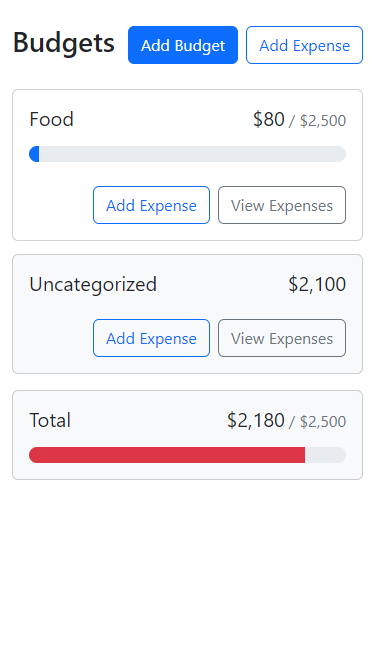 Budgets Add Budget Add Expense
Food $80 / $2,500
Add Expense View Expenses
Uncategorized $2,100
Add Expense View Expenses
Total $2,180 / $2,500